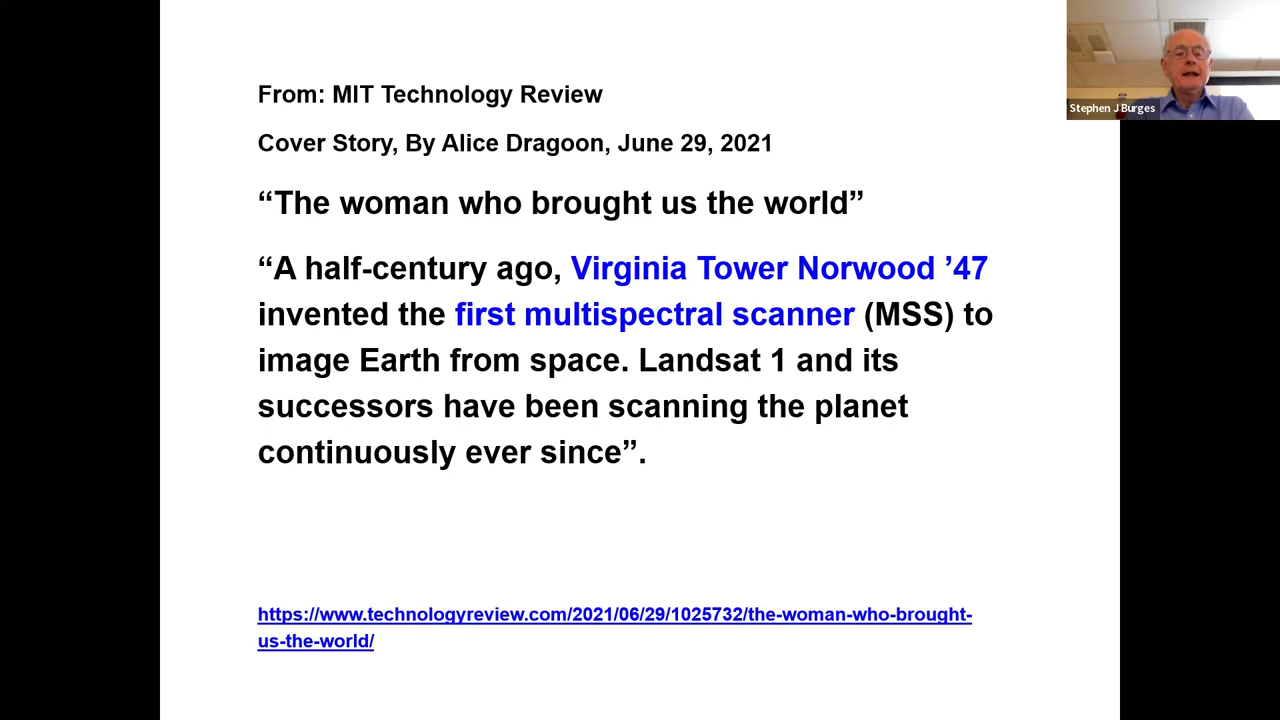 From: MIT Technology Review
Cover Story, By Alice Dragoon, June 29, 2021
“The woman who brought us the world”
“A half-century ago, Virginia Tower Norwood ’47
invented the first multispectral scanner (MSS) to
image Earth from space. Landsat 1 and its
successors have been scanning the planet
continuously ever since”.
https://www.technologyreview.com/2021/06/29/1025732/the-woman-who-brought-
us-the-world/
Stephen J Burges